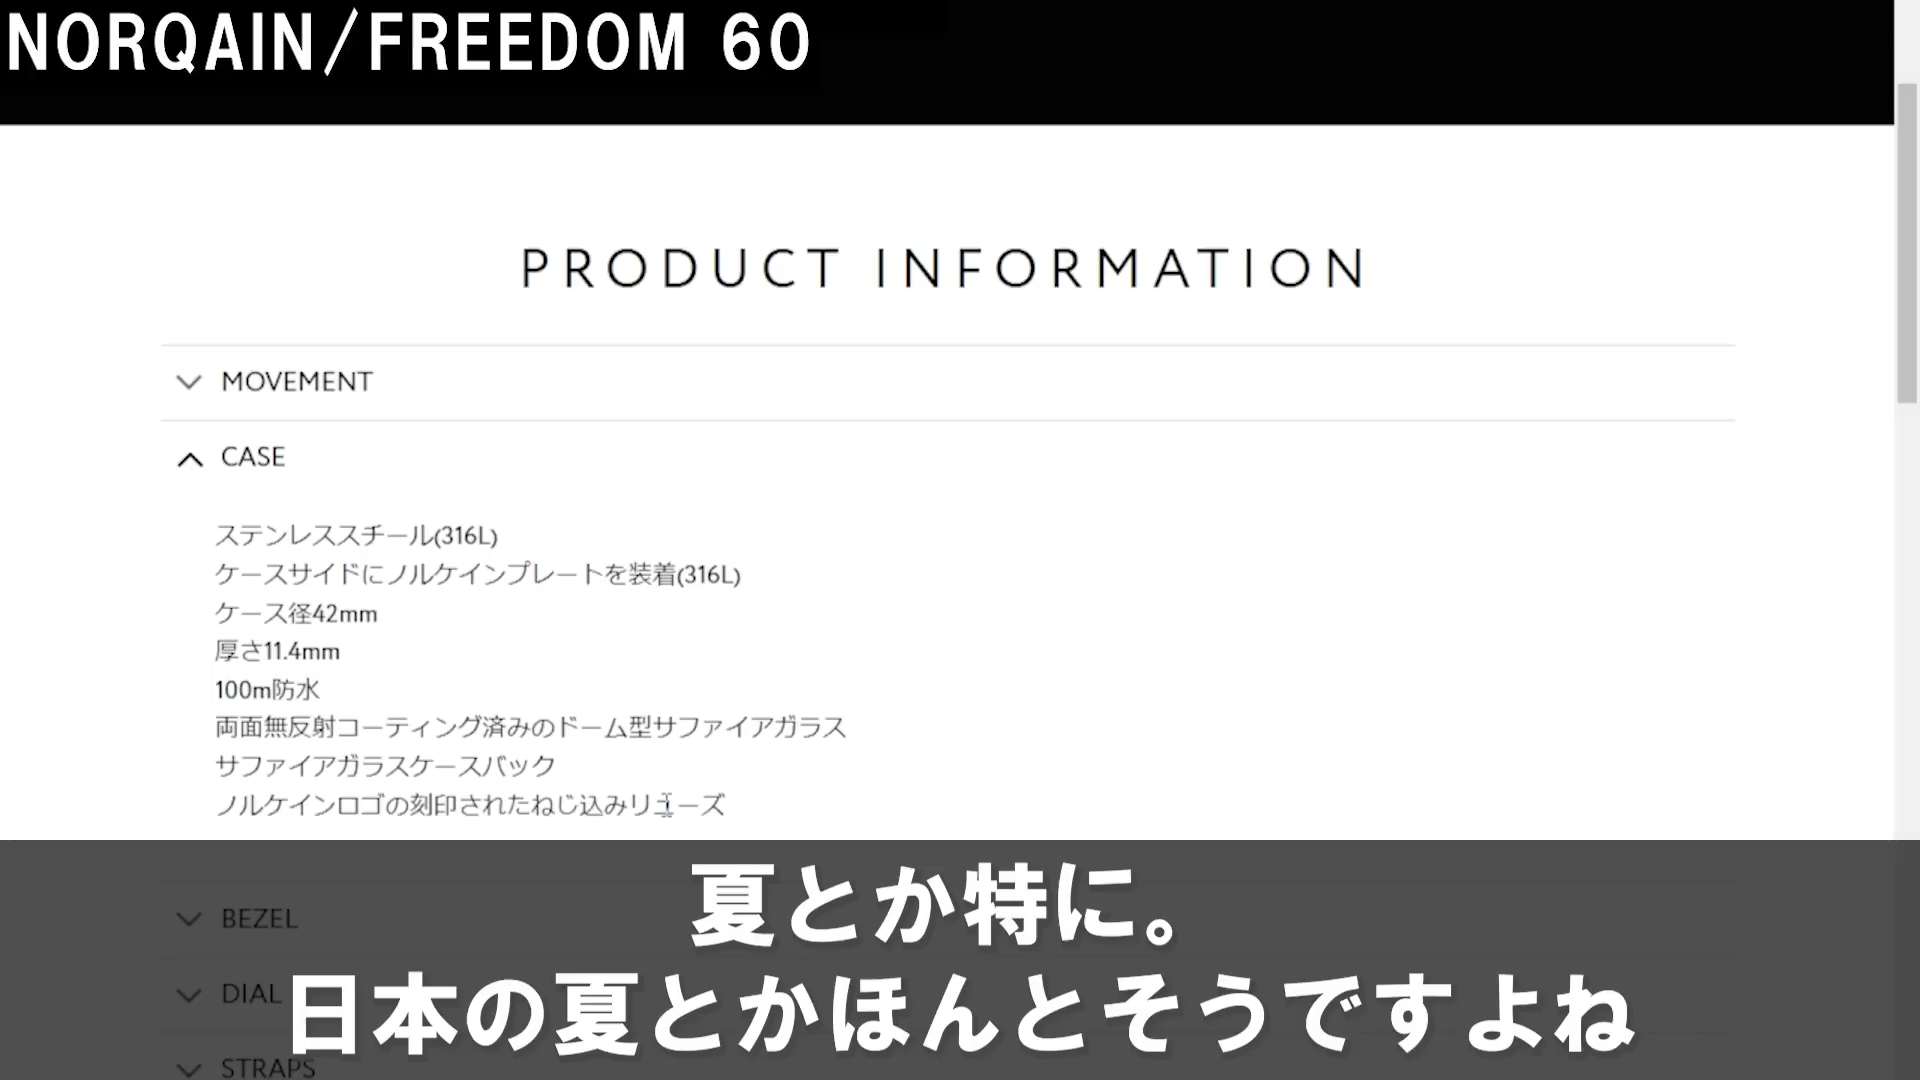 NORQAIN/FREEDOM 60
PRODUCT INFORMATION
MOVEMENT
CASE
ステンレススチール(316L)
ケースサイドにノルケインプレートを装着(316L)
ケース径42mm
厚さ11.4mm
100m防水
両面無反射コーティング済みのドーム型サファイアガラス
サファイアガラスケースバック
ノルケインロゴの刻印されたねじ込みリューズ
BEZEL
DIAL
STRAPS
夏とか特に。
日本の夏とかほんとそうですよね